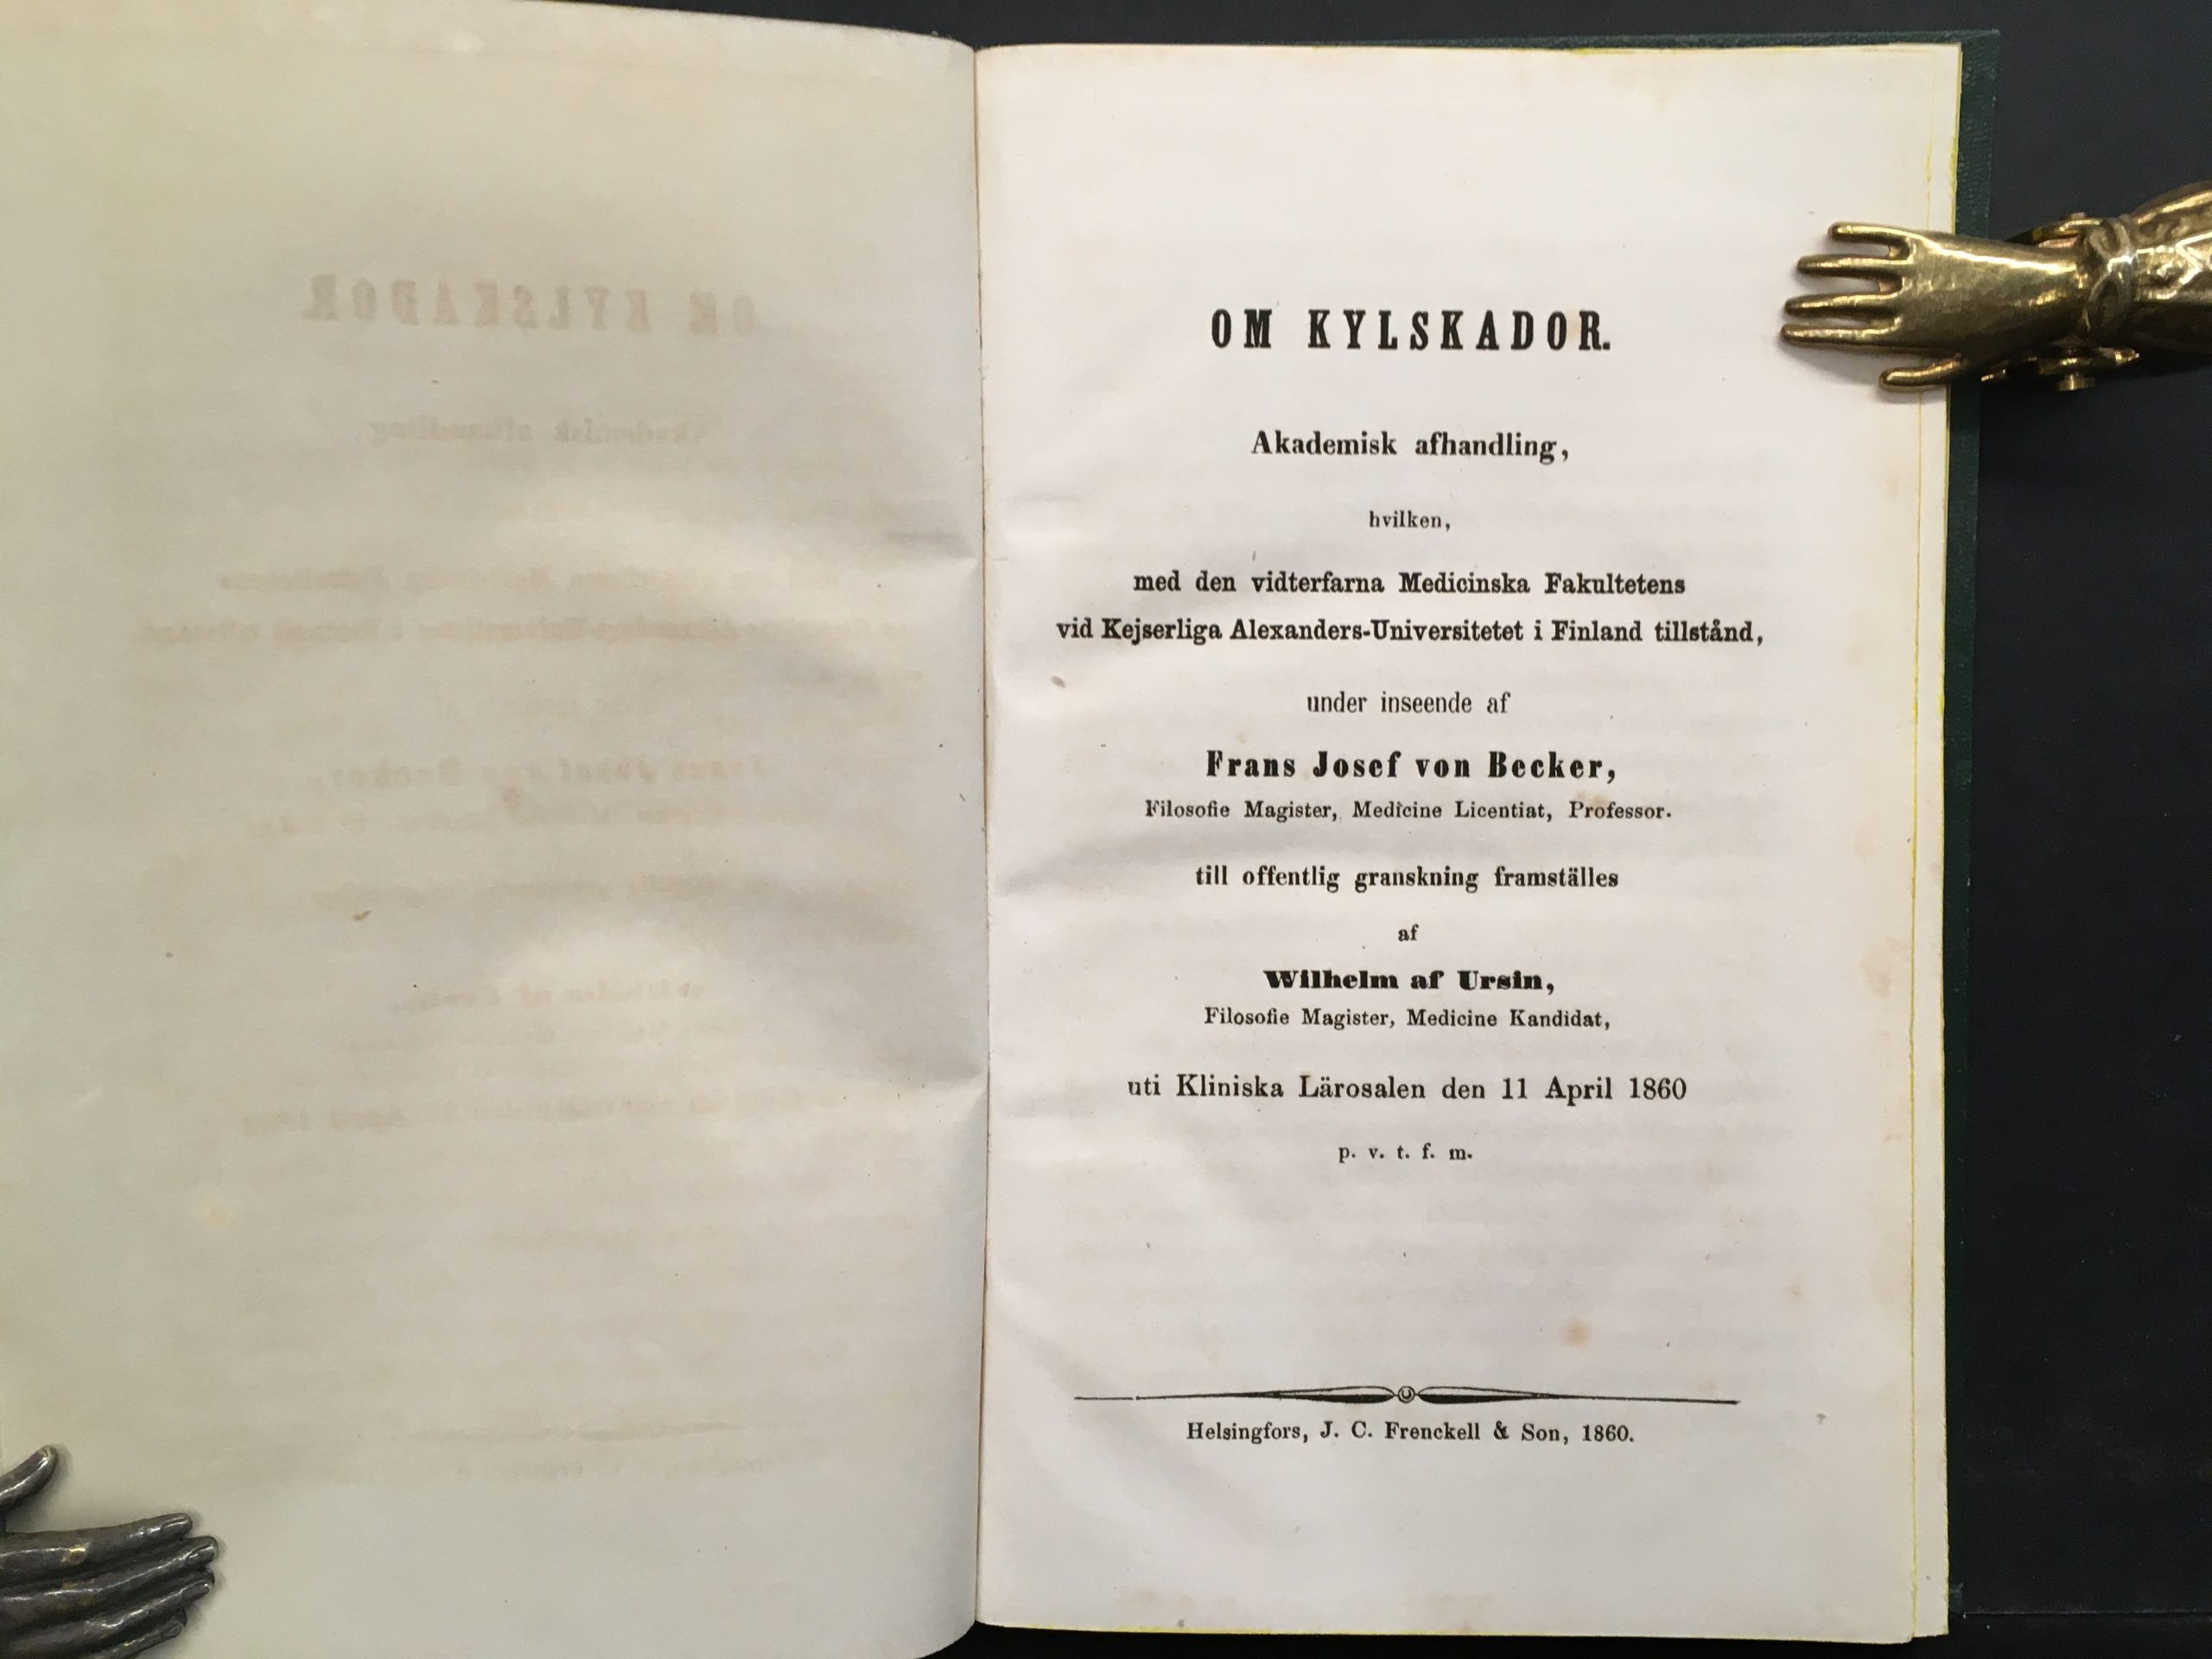 OM KYLSKADOR.
Akademisk afhandling,
hvilken,
med den vidterfarna Medicinska Fakultetens
vid Kejserliga Alexanders-Universitetet i Finland tillstånd,
under inseende af
Frans Josef von Becker,
Filosofie Magister, Medicine Licentiat, Professor.
till offentlig granskning framställes
af
Wilhelm af Ursin,
Filosofie Magister, Medicine Kandidat,
uti Kliniska Lärosalen den 11 April 1860
p. v. t. f. m.
Helsingfors, J. C. Frenckell & Son, 1860.